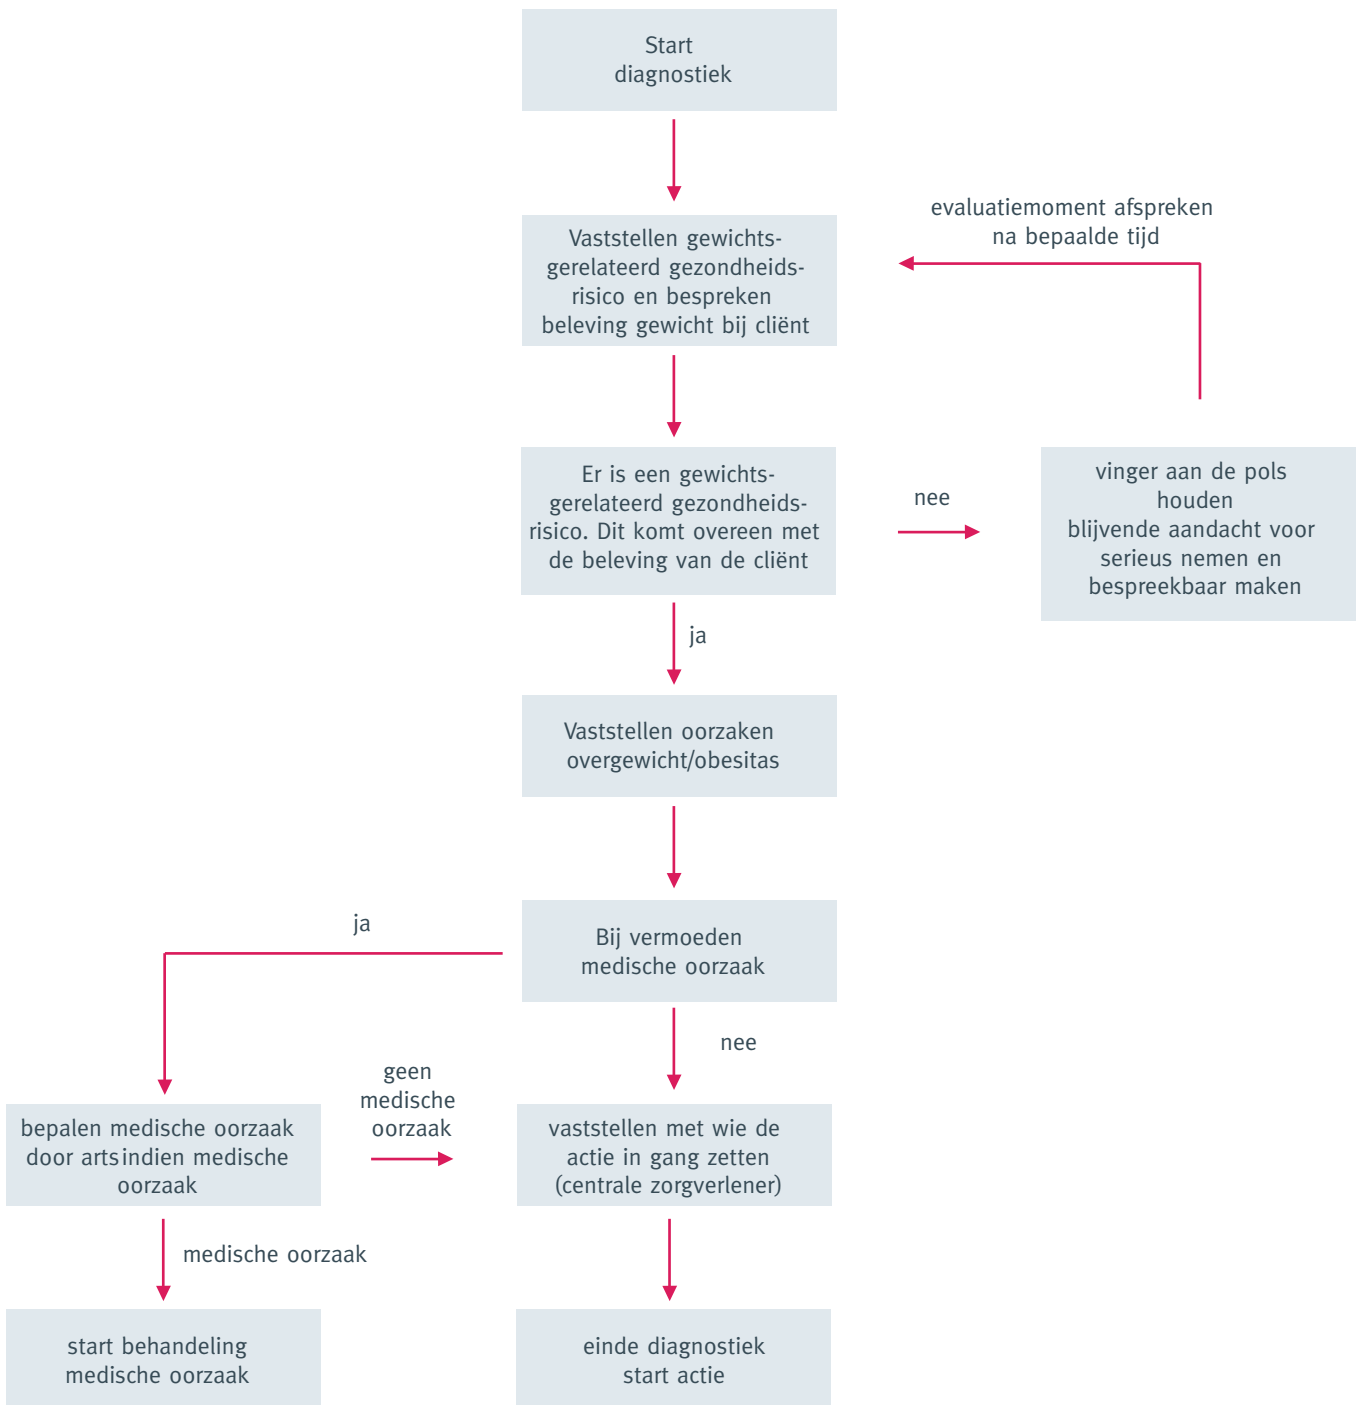 Start
diagnostiek
evaluatiemoment afspreken
na bepaalde tijd
Vaststellen gewichts-
gerelateerd gezondheids-
risico en bespreken
beleving gewicht bij cliënt
Er is een gewichts-
gerelateerd gezondheids-
risico. Dit komt overeen met
de beleving van de cliënt
nee
vinger aan de pols
houden
blijvende aandacht voor
serieus nemen en
bespreekbaar maken
ja
Vaststellen oorzaken
overgewicht/obesitas
ja
Bij vermoeden
medische oorzaak
nee
geen
medische
oorzaak
bepalen medische oorzaak
door artsindien medische
oorzaak
vaststellen met wie de
actie in gang zetten
(centrale zorgverlener)
medische oorzaak
start behandeling
medische oorzaak
einde diagnostiek
start actie